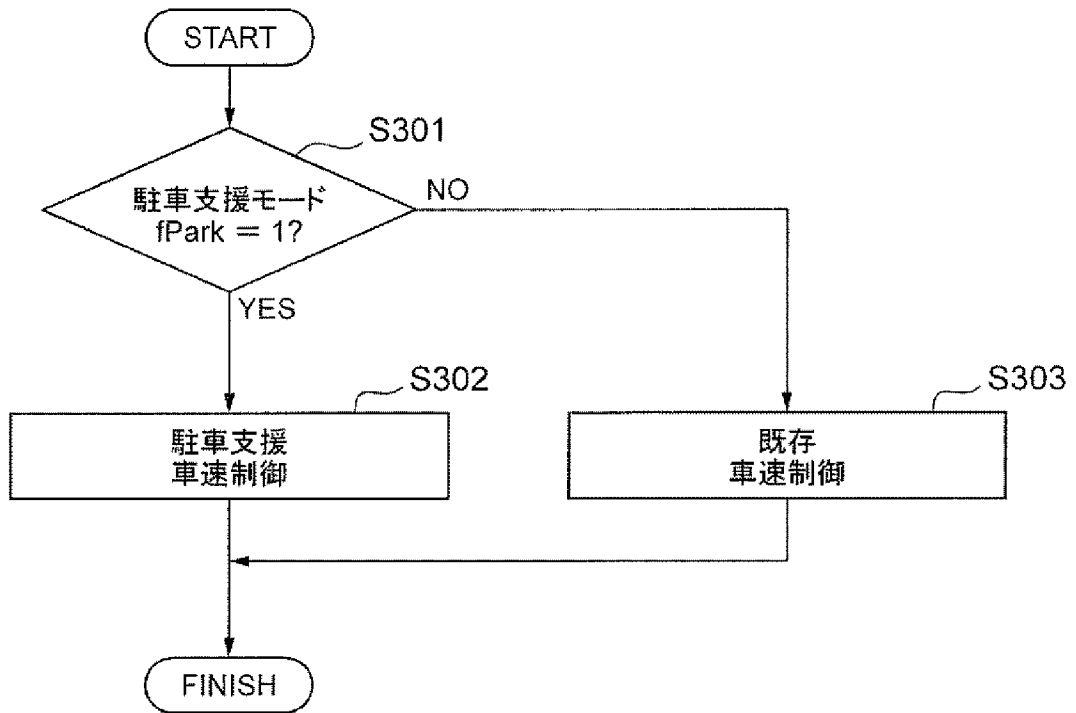 START
S301
駐車支援モード
fPark = 1?
NO
YES
S302
駐車支援
車速制御
S303
既存
車速制御
FINISH